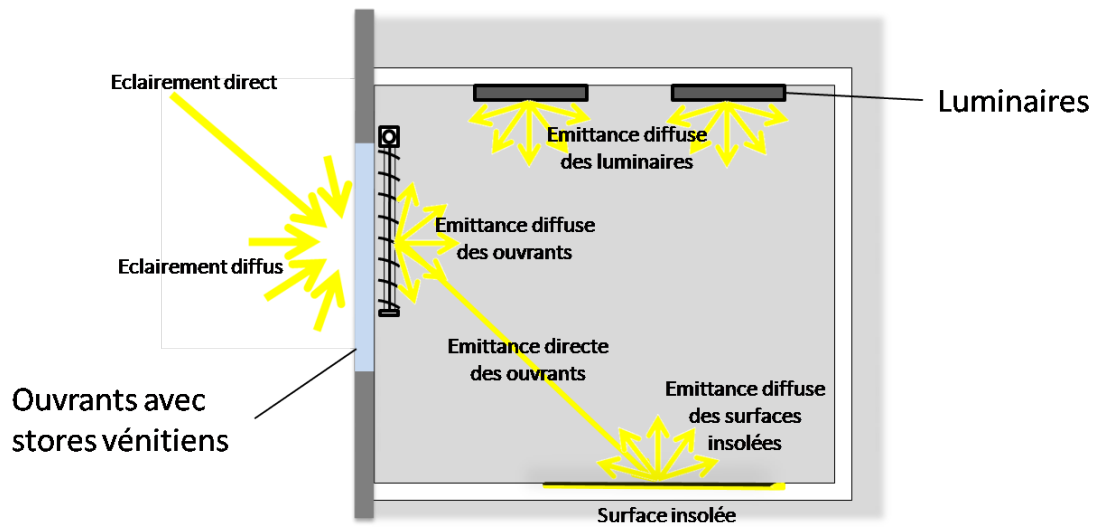 Eclairement direct
Luminaires
Emittance diffuse
des luminaires
Emittance diffuse
des ouvrants
Eclairement diffus
Emittance directe
des ouvrants
Emittance diffuse
des surfaces
insolées
Ouvrants avec
stores vénitiens
Surface insolée